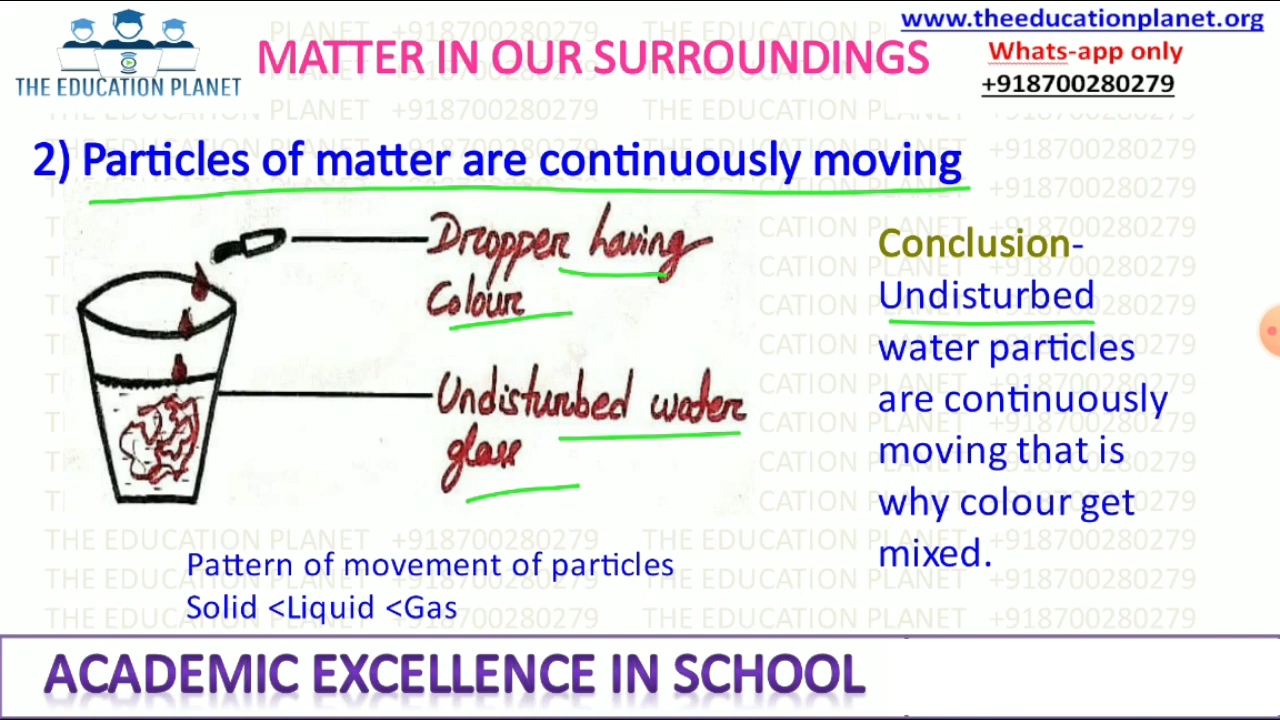 THE EDUCATION PLANET
MATTER IN OUR SURROUNDINGS
www.theeducationplanet.org
Whats-app only
+918700280279
2) Particles of matter are continuously moving
Dropper having
Colour
Undisturbed water
glass
Conclusion-
Undisturbed
water particles
are continuously
moving that is
why colour get
mixed.
Pattern of movement of particles
Solid <Liquid <Gas
ACADEMIC EXCELLENCE IN SCHOOL